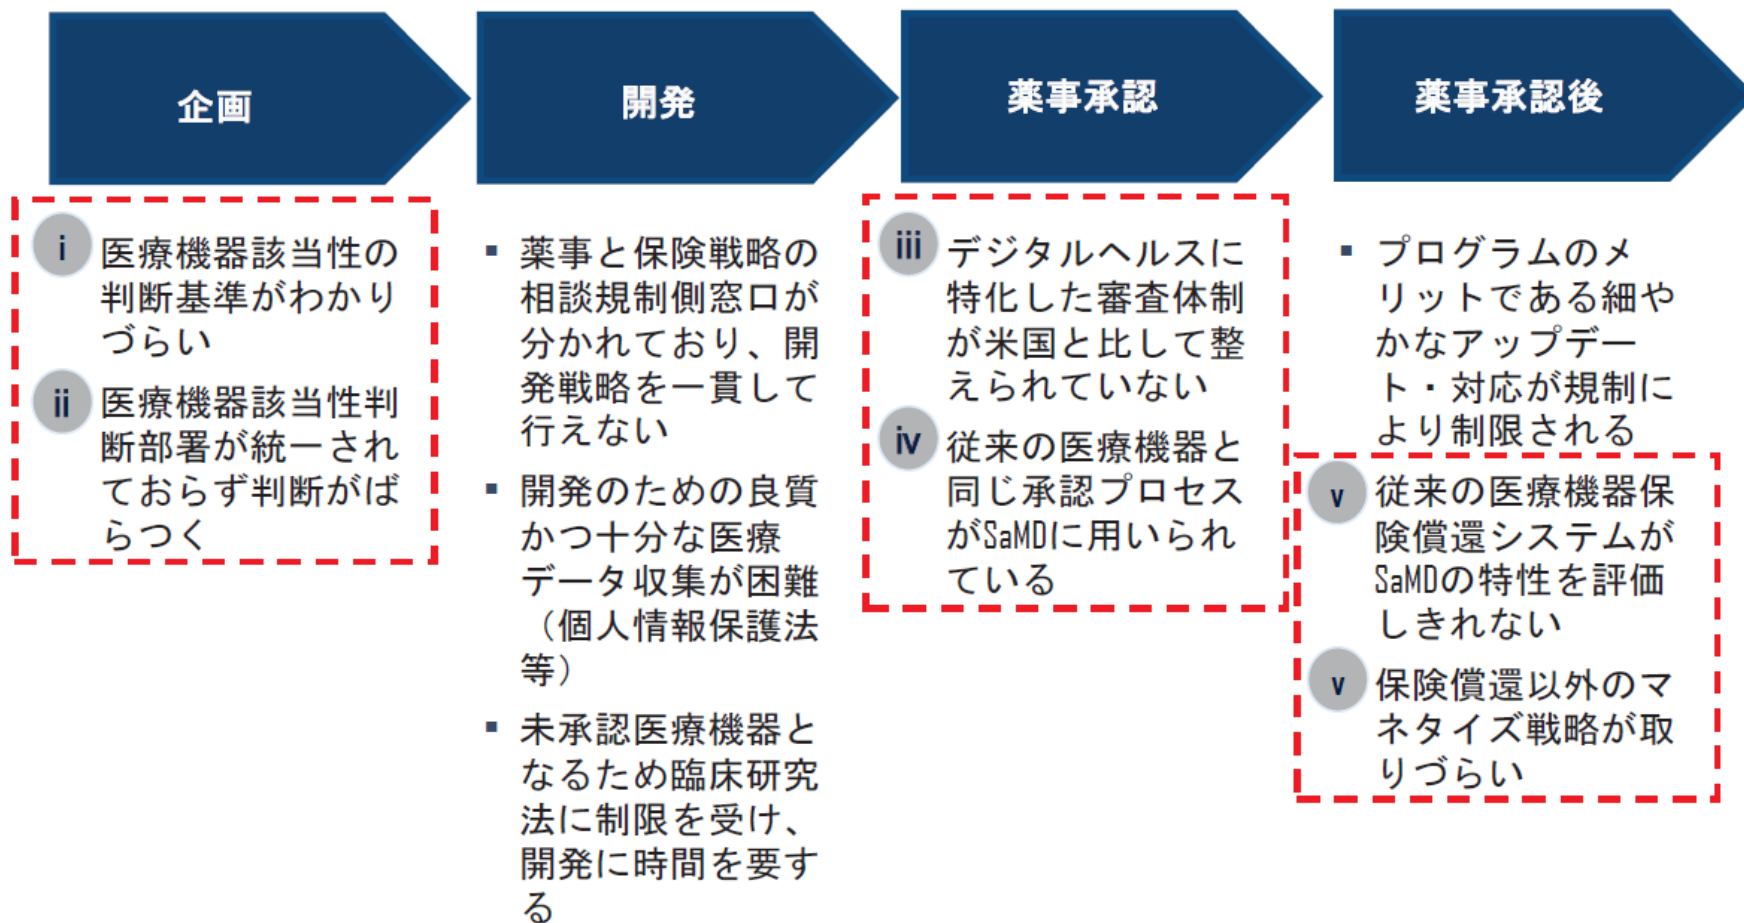 企画
i
医療機器該当性の
判断基準がわかり
づらい
ii
医療機器該当性判
断部署が統一され
ておらず判断がば
らつく
開発
▪ 薬事と保険戦略の
相談規制側窓口が
分かれており、開
発戦略を一貫して
行えない
▪ 開発のための良質
かつ十分な医療
データ収集が困難
（個人情報保護法
等）
▪ 未承認医療機器と
なるため臨床研究
法に制限を受け、
開発に時間を要す
る
薬事承認
iii
デジタルヘルスに
特化した審査体制
が米国と比して整
えられていない
iv
従来の医療機器と
同じ承認プロセス
がSaMDに用いられ
ている
薬事承認後
▪ プログラムのメ
リットである細や
かなアップデー
ト・対応が規制に
より制限される
v
従来の医療機器保
険償還システムが
SaMDの特性を評価
しきれない
v
保険償還以外のマ
ネタイズ戦略が取
りづらい